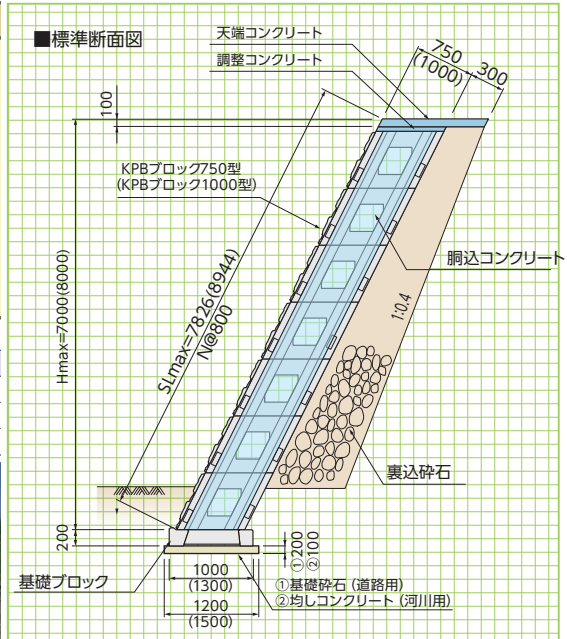 ■標準断面図
天端コンクリート
調整コンクリート
750
(1000)
300
100
KPBブロック750型
(KPBブロック1000型)
胴込コンクリート
Hmax=7000(8000)
SLmax=7826(8944)
N@800
1:0.4
裏込砕石
200
①200
②100
基礎ブロック
1000
(1300)
①基礎砕石(道路用)
②均しコンクリート(河川用)
1200
(1500)